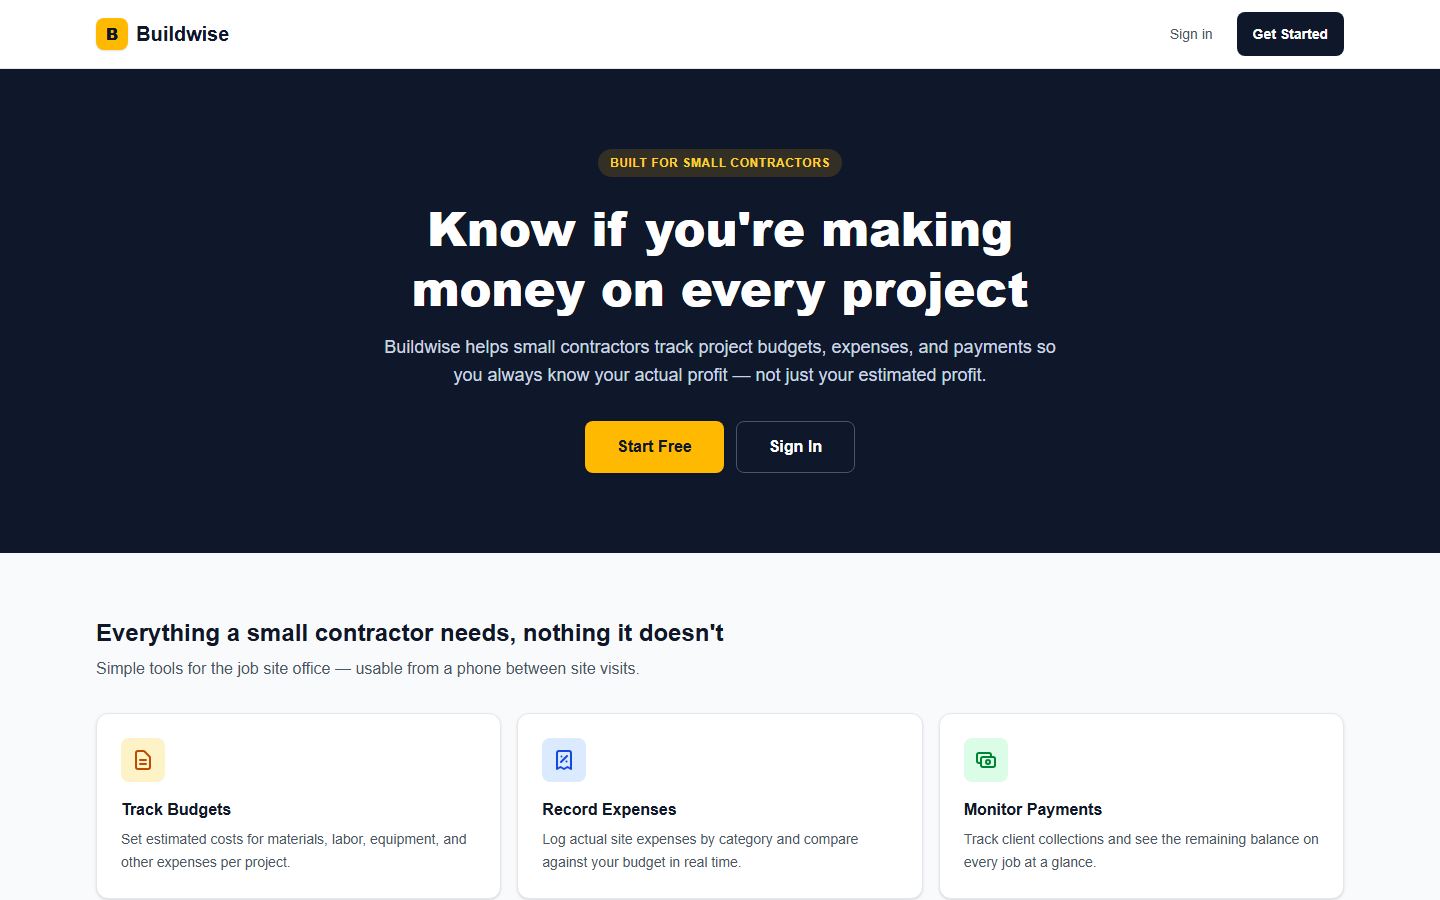 B Buildwise
Sign in
Get Started
BUILT FOR SMALL CONTRACTORS
Know if you're making
money on every project
Buildwise helps small contractors track project budgets, expenses, and payments so
you always know your actual profit — not just your estimated profit.
Start Free
Sign In
Everything a small contractor needs, nothing it doesn't
Simple tools for the job site office — usable from a phone between site visits.
Track Budgets
Set estimated costs for materials, labor, equipment, and
other expenses per project.
Record Expenses
Log actual site expenses by category and compare
against your budget in real time.
Monitor Payments
Track client collections and see the remaining balance on
every job at a glance.